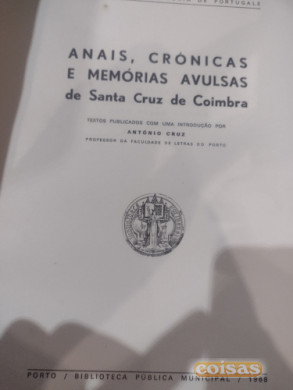 DE PORTUGALE
ANAIS, CRÓNICAS
E MEMÓRIAS AVULSAS
de Santa Cruz de Coimbra
TEXTOS PUBLICADOS COM UMA INTRODUÇÃO POR
ANTÓNIO CRUZ
PROFESSOR DA FACULDADE DE LETRAS DO PORTO
PORTO / BIBLIOTECA PÚBLICA MUNICIPAL / 1968
coisas